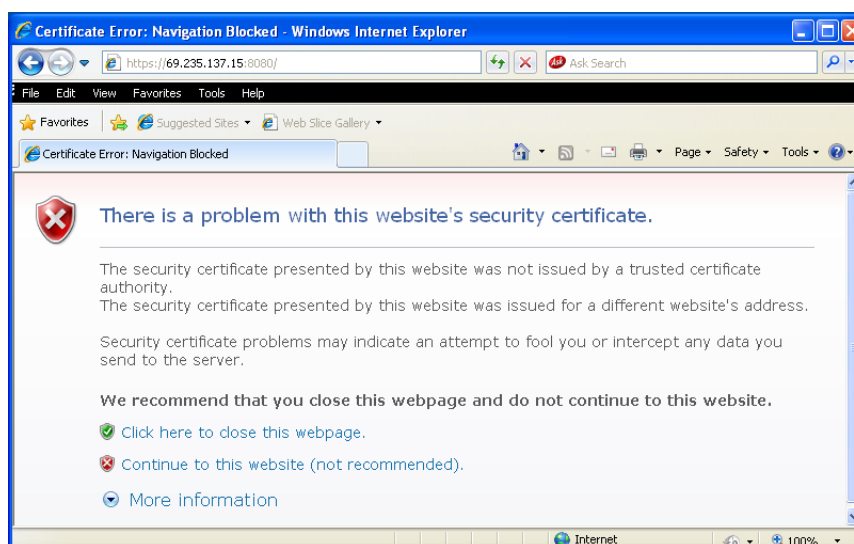 Certificate Error: Navigation Blocked - Windows Internet Explorer
https://69.235.137.15:8080/
Ask Search
File Edit View Favorites Tools Help
Favorites Suggested Sites Web Slice Gallery
Certificate Error: Navigation Blocked Page Safety Tools
There is a problem with this website's security certificate.
The security certificate presented by this website was not issued by a trusted certificate
authority.
The security certificate presented by this website was issued for a different website's address.
Security certificate problems may indicate an attempt to fool you or intercept any data you
send to the server.
We recommend that you close this webpage and do not continue to this website.
Click here to close this webpage.
Continue to this website (not recommended).
More information
Internet 100%